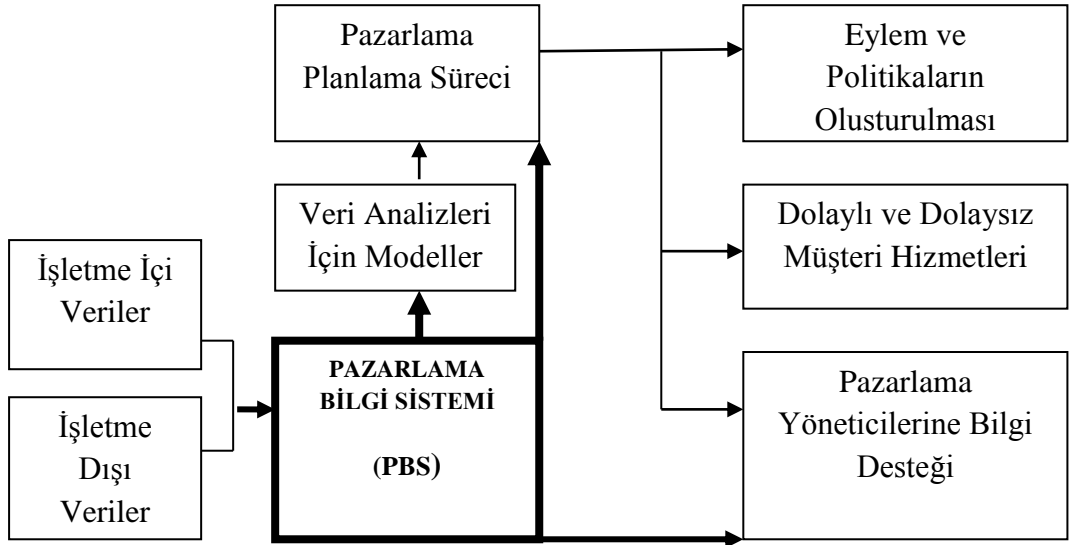 Pazarlama
Planlama Süreci
Eylem ve
Politikaların
Olusturulması
Veri Analizleri
İçin Modeller
Dolaylı ve Dolaysız
Müşteri Hizmetleri
İşletme İçi
Veriler
PAZARLAMA
BİLGİ SİSTEMİ
(PBS)
Pazarlama
Yöneticilerine Bilgi
Desteği
İşletme
Dışı
Veriler